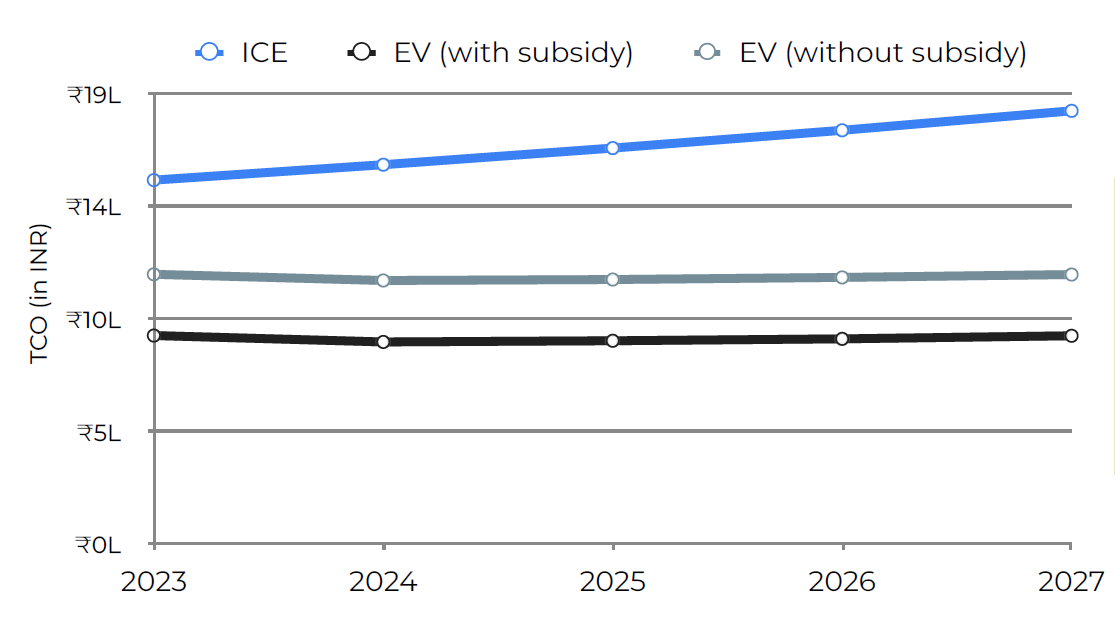 ICE EV (with subsidy) EV (without subsidy)
₹19L
₹14L
₹10L
₹5L
₹0L
TCO (in INR)
2023 2024 2025 2026 2027